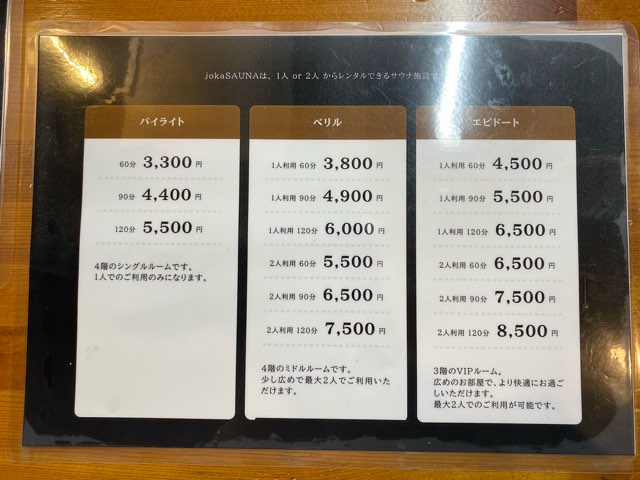 jokaSAUNAは、1人 or 2人 からレンタルできるサウナ施設で
パイライト
60分 3,300 円
90分 4,400 円
120分 5,500 円
4階のシングルルームです。
1人でのご利用のみになります。
ベリル
1人利用 60分 3,800 円
1人利用 90分 4,900 円
1人利用 120分 6,000 円
2人利用 60分 5,500 円
2人利用 90分 6,500 円
2人利用 120分 7,500 円
4階のミドルルームです。
少し広めで最大2人でご利用いた
だけます。
エピドート
1人利用 60分 4,500 円
1人利用 90分 5,500 円
1人利用 120分 6,500 円
2人利用 60分 6,500 円
2人利用 90分 7,500 円
2人利用 120分 8,500 円
3階のVIPルーム。
広めのお部屋で、より快適にお過ご
しいただけます。
最大2人でのご利用が可能です。